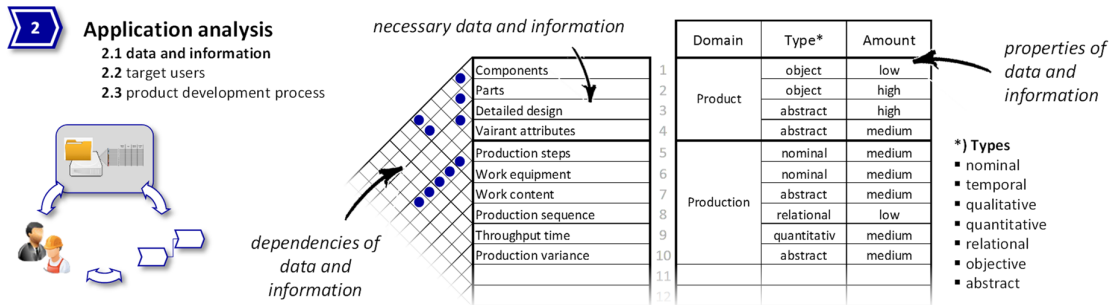 2
Application analysis
2.1 data and information
2.2 target users
2.3 product development process
necessary data and information
dependencies of
data and
information
Components 1
Parts 2
Detailed design 3
Vairant attributes 4
Production steps 5
Work equipment 6
Work content 7
Production sequence 8
Throughput time 9
Production variance 10
11
12
Domain Type* Amount
Product
object low
object high
abstract high
abstract medium
Production
nominal medium
nominal medium
abstract medium
relational low
quantitativ medium
abstract medium
properties of
data and
information
*) Types
▪ nominal
▪ temporal
▪ qualitative
▪ quantitative
▪ relational
▪ objective
▪ abstract